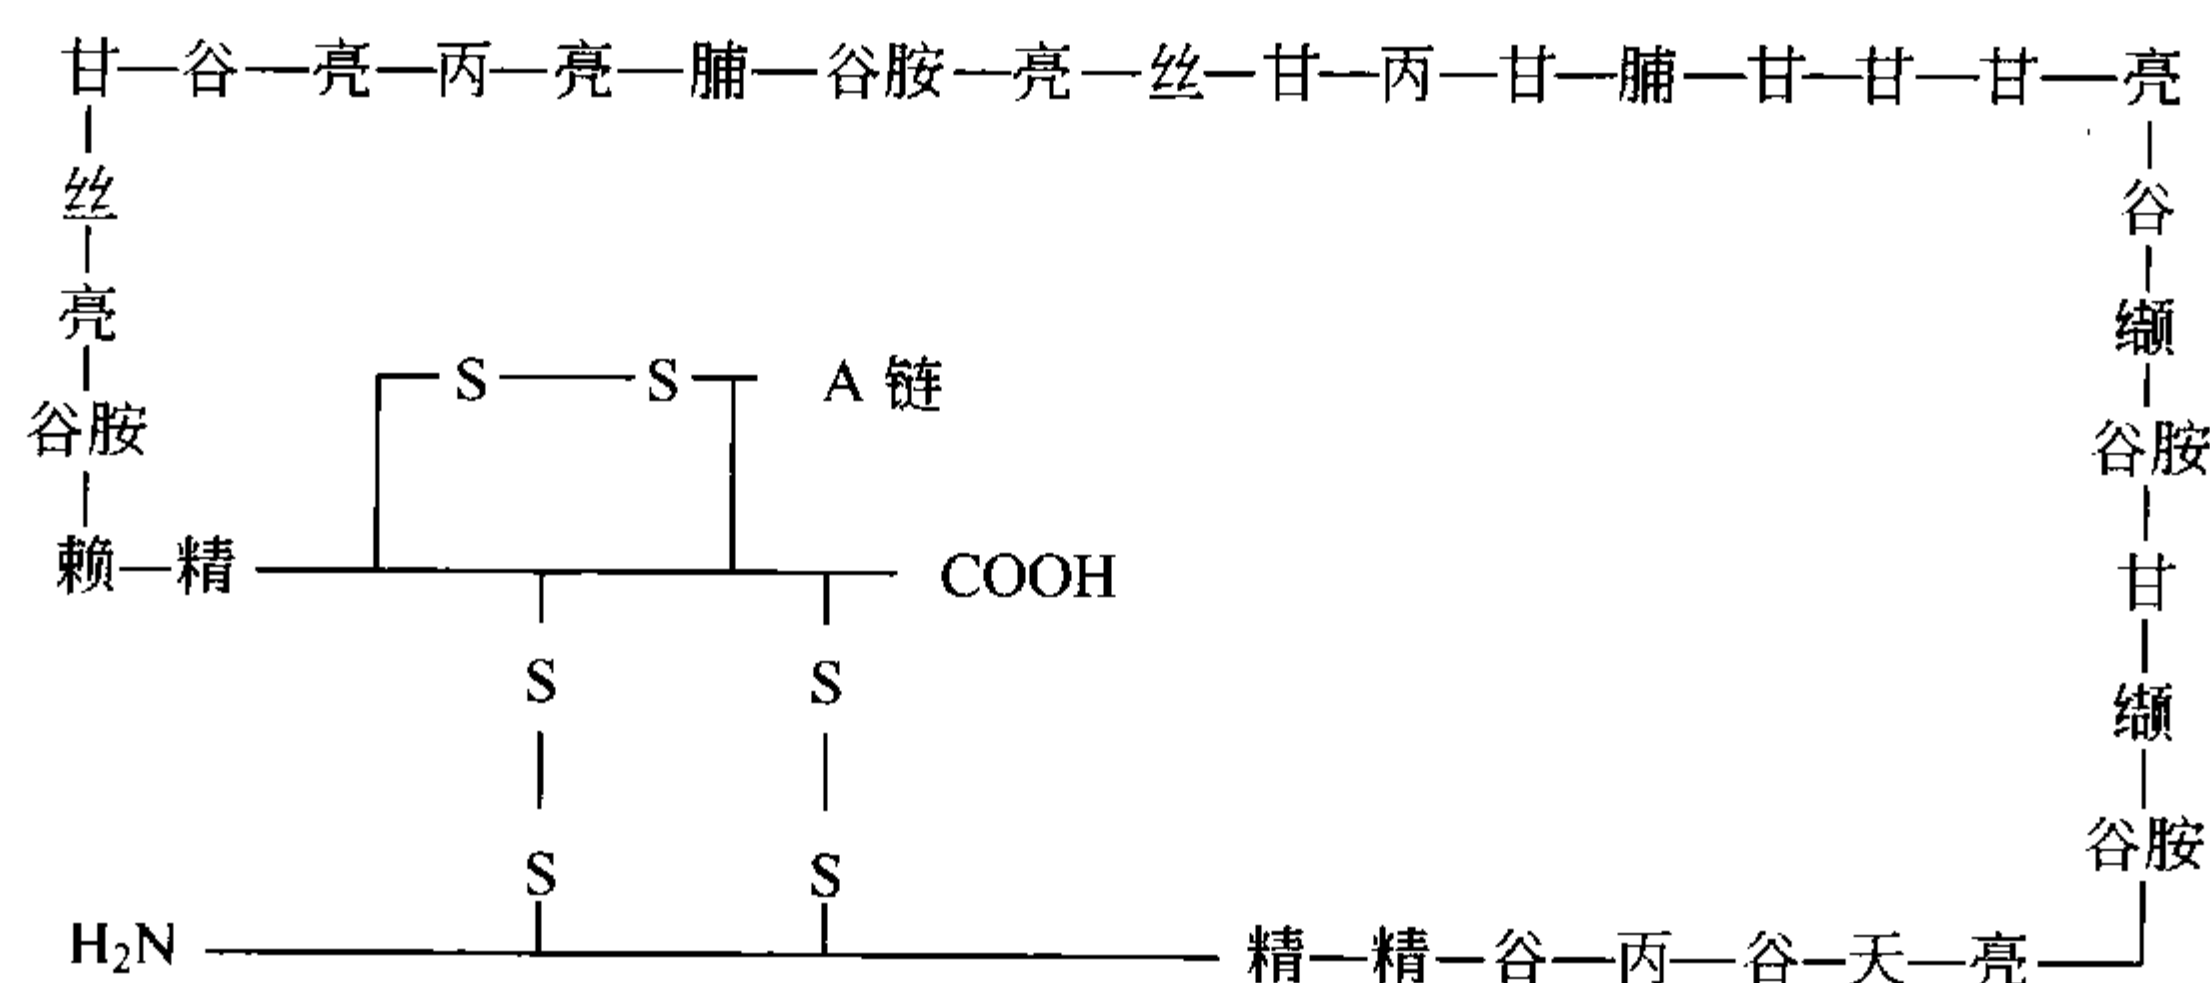 甘—谷—亮—丙—亮—脯—谷胺—亮—丝—甘—丙—甘—脯—甘—甘—甘—亮
丝
谷
亮
缬
S—S A 链
谷胺
谷胺
赖—精 COOH
甘
S S
缬
S S
谷胺
H₂N 精—精—谷—丙—谷—天—亮